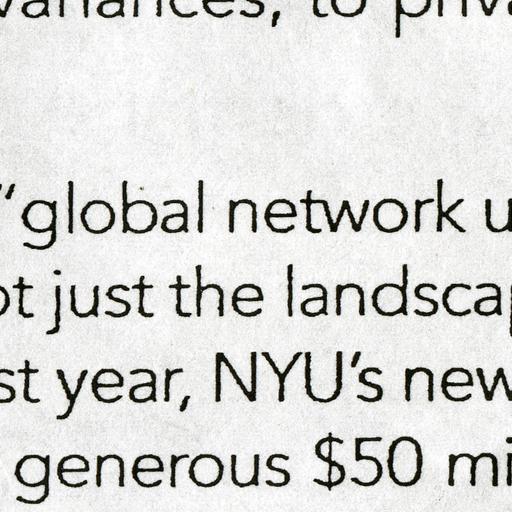 variances, to priva
"global network u
ot just the landscap
st year, NYU's new
generous $50 mi